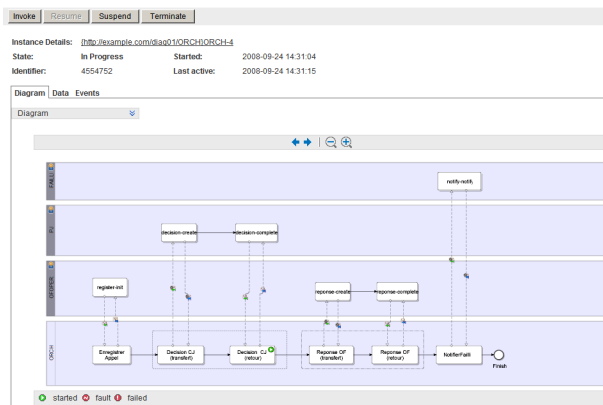 Invoke Resume Suspend Terminate
Instance Details: {http://example.com/diag01/ORCH}ORCH-4
State: In Progress Started: 2008-09-24 14:31:04
Identifier: 4554752 Last active: 2008-09-24 14:31:15
Diagram Data Events
Diagram
notify-notify
decision-create decision-complete
PJ
register-init
reponse-create reponse-complete
OFOPER
ORCH
Enregistrer Appel
Decision CJ (transfert)
Decision CJ (retour)
Reponse OF (transfert)
Reponse OF (retour)
NotifierFailli
Finish
started fault failed